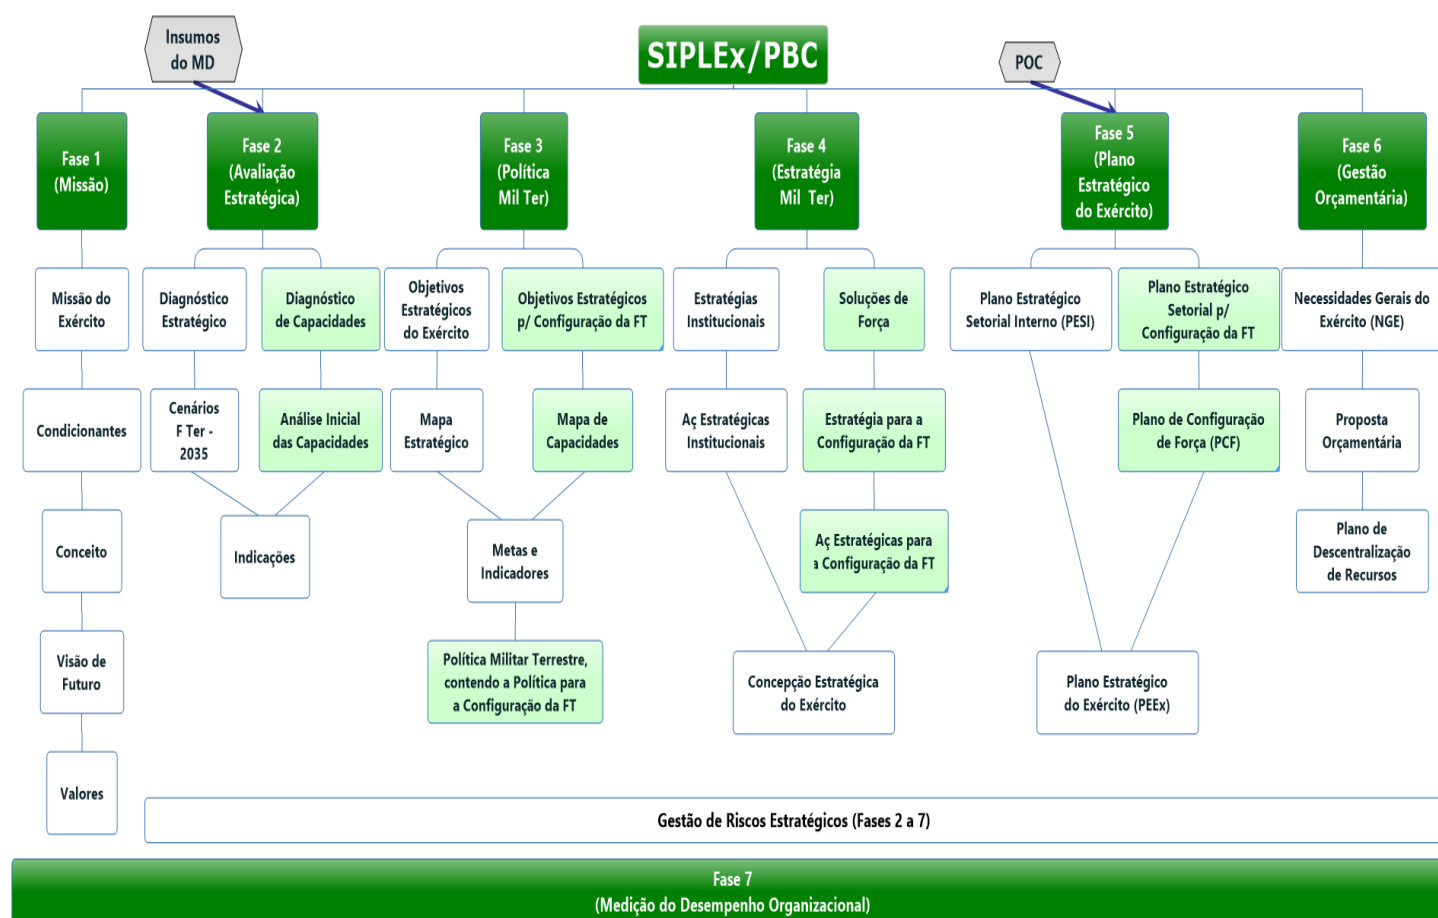 Insumos
do MD
SIPLEx/PBC
POC
Fase 1
(Missão)
Fase 2
(Avaliação
Estratégica)
Fase 3
(Política
Mil Ter)
Fase 4
(Estratégia
Mil Ter)
Fase 5
(Plano
Estratégico
do Exército)
Fase 6
(Gestão
Orçamentária)
Missão do
Exército
Diagnóstico
Estratégico
Diagnóstico
de Capacidades
Objetivos
Estratégicos
do Exército
Objetivos Estratégicos
p/ Configuração da FT
Estratégias
Institucionais
Soluções de
Força
Plano Estratégico
Setorial Interno (PESI)
Plano Estratégico
Setorial p/
Configuração da FT
Necessidades Gerais do
Exército (NGE)
Condicionantes
Cenários
F Ter -
2035
Análise Inicial
das Capacidades
Mapa
Estratégico
Mapa de
Capacidades
Aç Estratégicas
Institucionais
Estratégia para a
Configuração da FT
Plano de Configuração
de Força (PCF)
Proposta
Orçamentária
Conceito
Indicações
Metas e
Indicadores
Aç Estratégicas para
a Configuração da FT
Plano de
Descentralização
de Recursos
Visão de
Futuro
Política Militar Terrestre,
contendo a Política para
a Configuração da FT
Concepção Estratégica
do Exército
Plano Estratégico
do Exército (PEEx)
Valores
Gestão de Riscos Estratégicos (Fases 2 a 7)
Fase 7
(Medição do Desempenho Organizacional)